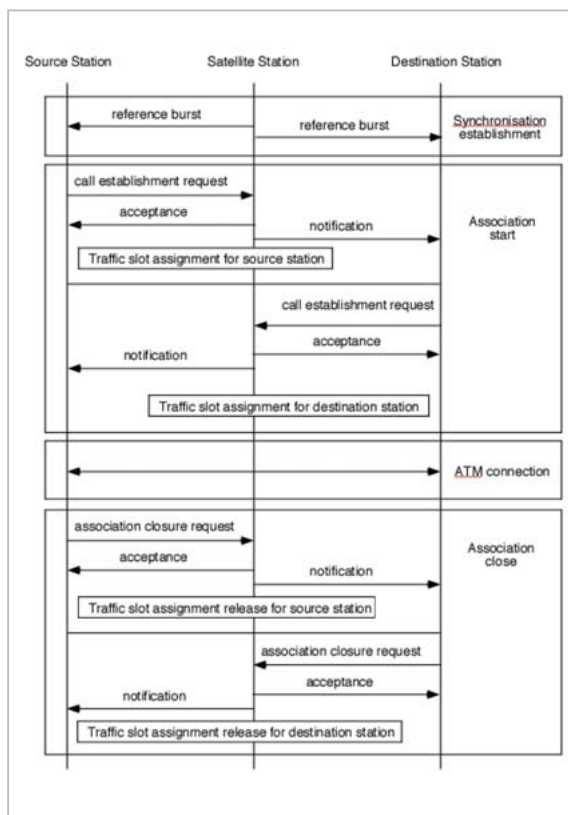 Source Station
Satellite Station
Destination Station
reference burst
reference burst
Synchronisation
establishment
call establishment request
acceptance
notification
Association
start
Traffic slot assignment for source station
call establishment request
acceptance
notification
Traffic slot assignment for destination station
ATM connection
association closure request
Association
close
acceptance
notification
Traffic slot assignment release for source station
association closure request
acceptance
notification
Traffic slot assignment release for destination station